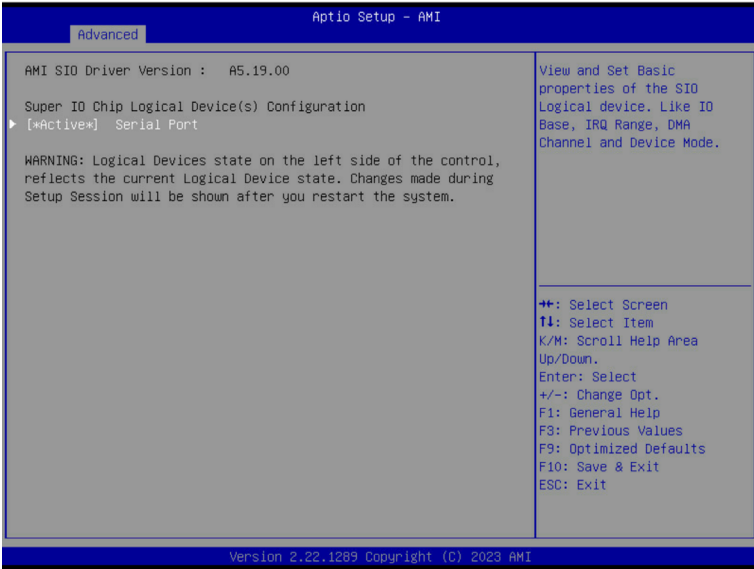 Aptio Setup - AMI
Advanced
AMI SIO Driver Version : A5.19.00
Super IO Chip Logical Device(s) Configuration
[*Active*] Serial Port
WARNING: Logical Devices state on the left side of the control,
reflects the current Logical Device state. Changes made during
Setup Session will be shown after you restart the system.
View and Set Basic
properties of the SIO
Logical device. Like IO
Base, IRQ Range, DMA
Channel and Device Mode.
→←: Select Screen
↑↓: Select Item
K/M: Scroll Help Area
Up/Down.
Enter: Select
+/-: Change Opt.
F1: General Help
F3: Previous Values
F9: Optimized Defaults
F10: Save & Exit
ESC: Exit
Version 2.22.1289 Copyright (C) 2023 AMI